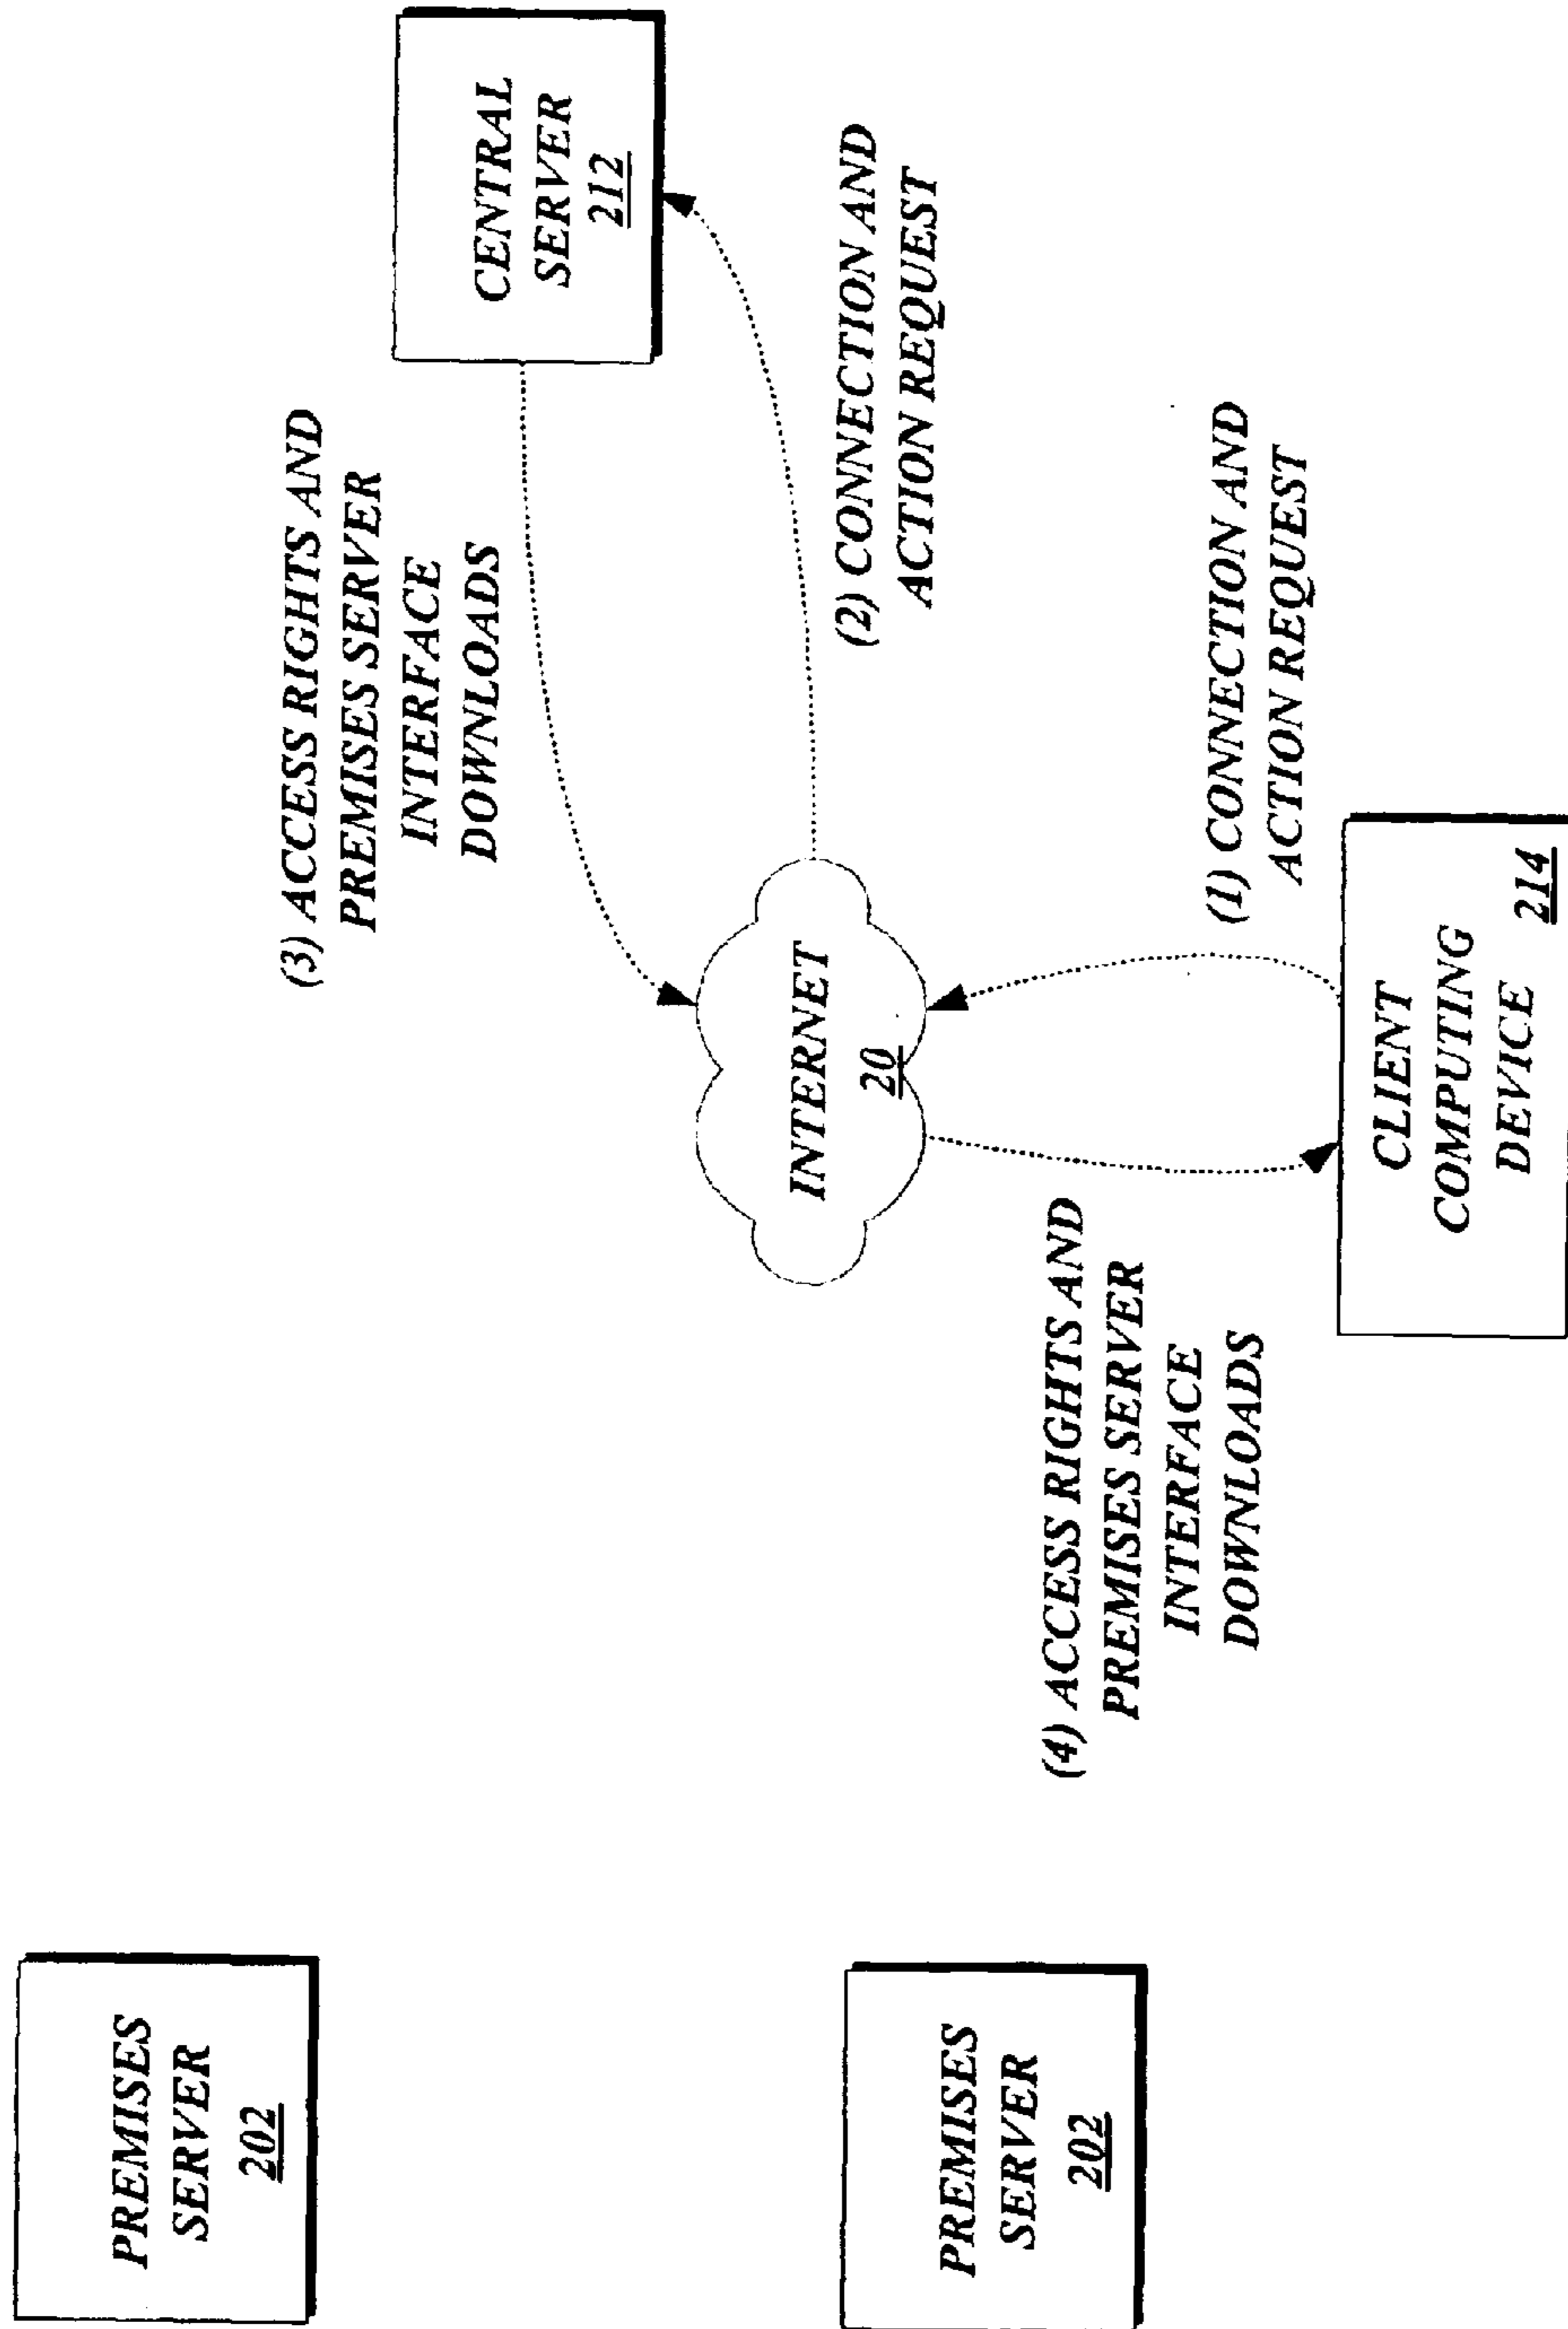 PREMISES
SERVER
202
PREMISES
SERVER
202
(3) ACCESS RIGHTS AND
PREMISES SERVER
INTERFACE
DOWNLOADS
CENTRAL
SERVER
212
INTERNET
20
(2) CONNECTION AND
ACTION REQUEST
(4) ACCESS RIGHTS AND
PREMISES SERVER
INTERFACE
DOWNLOADS
(1) CONNECTION AND
ACTION REQUEST
CLIENT
COMPUTING
DEVICE 214